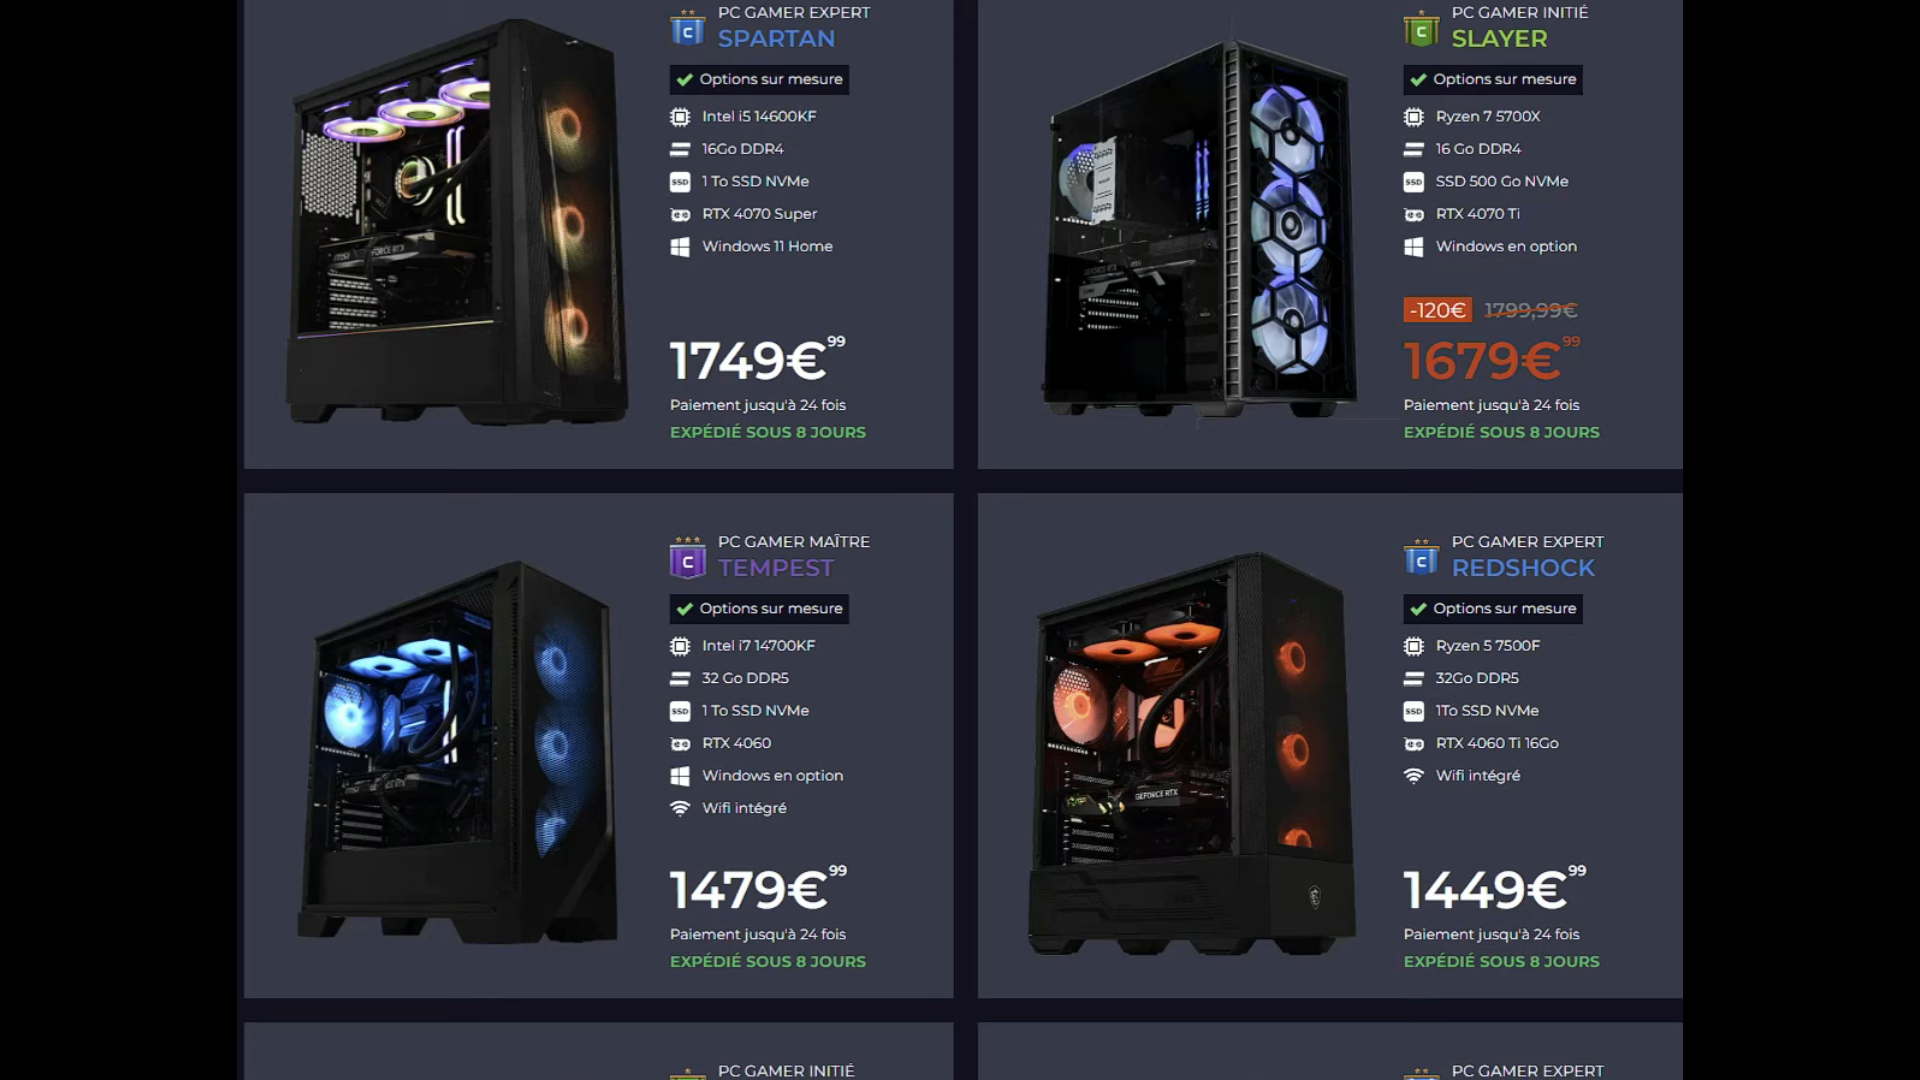 PC GAMER EXPERT
SPARTAN
Options sur mesure
Intel i5 14600KF
16Go DDR4
1 To SSD NVMe
RTX 4070 Super
Windows 11 Home
1749€99
Paiement jusqu'à 24 fois
EXPÉDIÉ SOUS 8 JOURS
PC GAMER INITIÉ
SLAYER
Options sur mesure
Ryzen 7 5700X
16 Go DDR4
SSD 500 Go NVMe
RTX 4070 Ti
Windows en option
-120€ 1799,99€
1679€99
Paiement jusqu'à 24 fois
EXPÉDIÉ SOUS 8 JOURS
PC GAMER MAÎTRE
TEMPEST
Options sur mesure
Intel i7 14700KF
32 Go DDR5
1 To SSD NVMe
RTX 4060
Windows en option
Wifi intégré
1479€99
Paiement jusqu'à 24 fois
EXPÉDIÉ SOUS 8 JOURS
PC GAMER EXPERT
REDSHOCK
Options sur mesure
Ryzen 5 7500F
32Go DDR5
1To SSD NVMe
RTX 4060 Ti 16Go
Wifi intégré
GEFORCE RTX
1449€99
Paiement jusqu'à 24 fois
EXPÉDIÉ SOUS 8 JOURS
PC GAMER INITIÉ
PC GAMER EXPERT